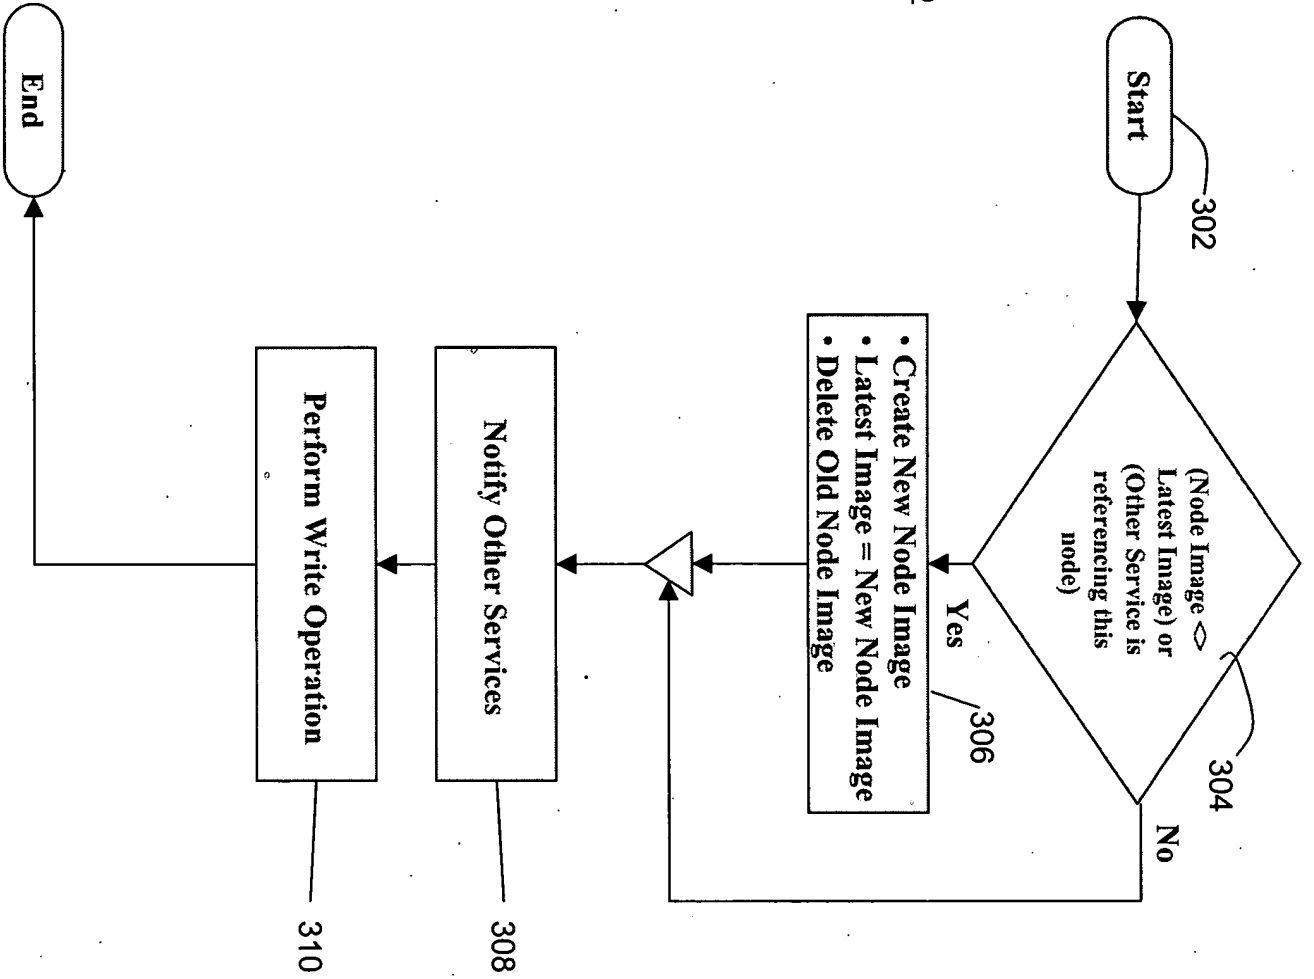 Start
302
(Node Image <>
Latest Image) or
(Other Service is
referencing this
node)
304
No
Yes
• Create New Node Image
• Latest Image = New Node Image
• Delete Old Node Image
306
Notify Other Services
308
Perform Write Operation
310
End